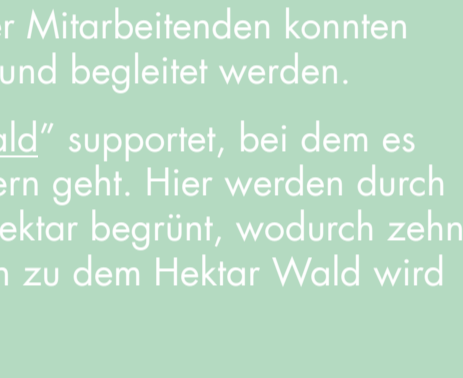 er Mitarbeitenden konnten
und begleitet werden.
ald” supportet, bei dem es
ern geht. Hier werden durch
ektar begrünt, wodurch zehn
n zu dem Hektar Wald wird